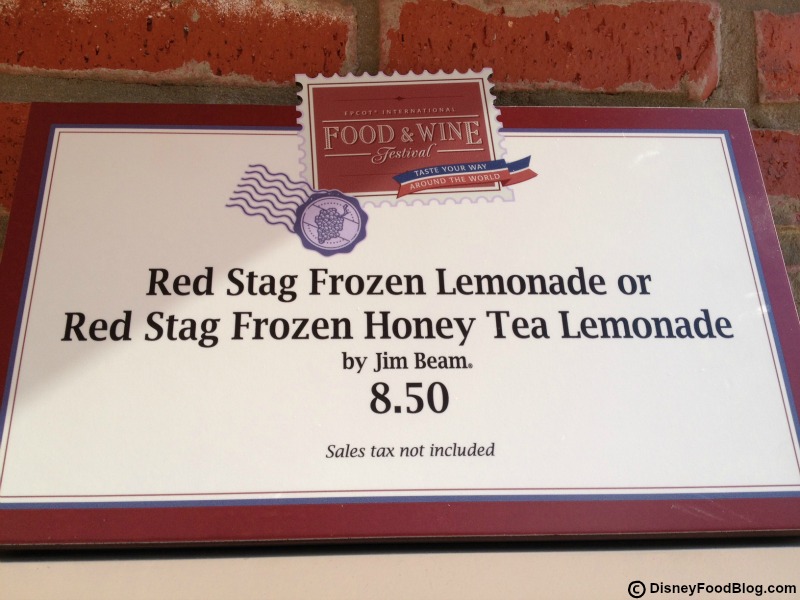 EPCOT® INTERNATIONAL
FOOD & WINE
Festival
TASTE YOUR WAY
AROUND THE WORLD
Red Stag Frozen Lemonade or
Red Stag Frozen Honey Tea Lemonade
by Jim Beam®
8.50
Sales tax not included
© DisneyFoodBlog.com